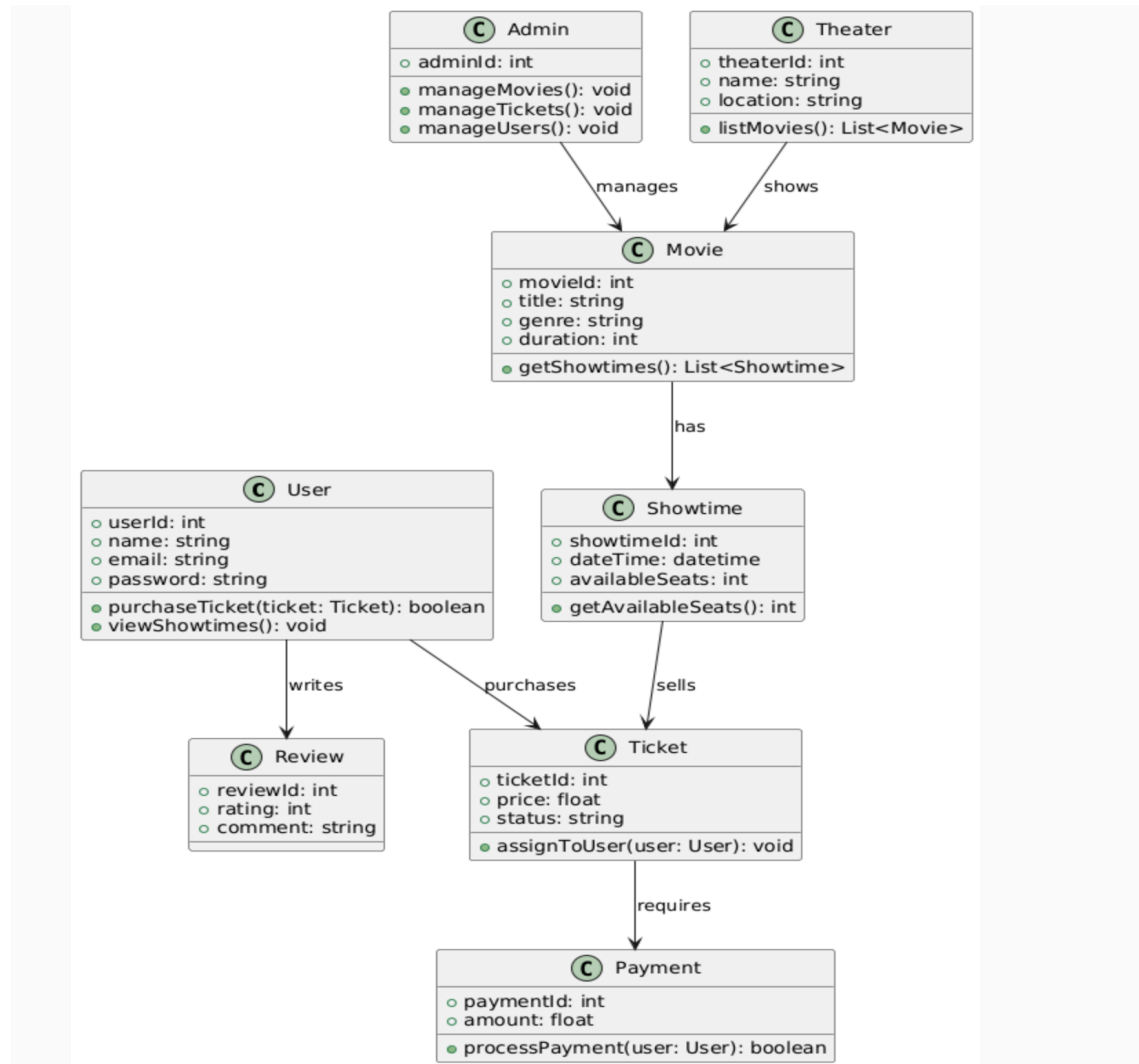 C Admin
adminId: int
manageMovies(): void
manageTickets(): void
manageUsers(): void
C Theater
theaterId: int
name: string
location: string
listMovies(): List<Movie>
manages
shows
C Movie
movieId: int
title: string
genre: string
duration: int
getShowtimes(): List<Showtime>
has
C User
userId: int
name: string
email: string
password: string
purchaseTicket(ticket: Ticket): boolean
viewShowtimes(): void
C Showtime
showtimeId: int
dateTime: datetime
availableSeats: int
getAvailableSeats(): int
writes
purchases
sells
C Review
reviewId: int
rating: int
comment: string
C Ticket
ticketId: int
price: float
status: string
assignToUser(user: User): void
requires
C Payment
paymentId: int
amount: float
processPayment(user: User): boolean